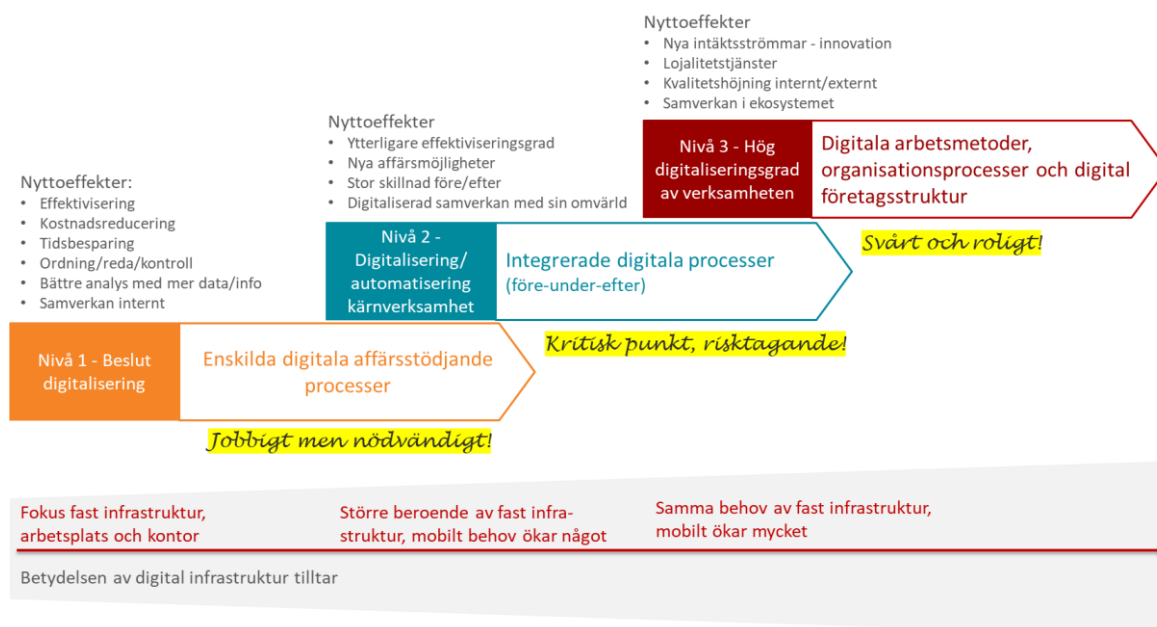 Nyttoeffekter:
• Effektivisering
• Kostnadsreducering
• Tidsbesparing
• Ordning/reda/kontroll
• Bättre analys med mer data/info
• Samverkan internt
Nivå 1 - Beslut
digitalisering
Enskilda digitala affärsstödjande
processer
Jobbigt men nödvändigt!
Nyttoeffekter
• Ytterligare effektiviseringsgrad
• Nya affärsmöjligheter
• Stor skillnad före/efter
• Digitaliserad samverkan med sin omvärld
Nivå 2 -
Digitalisering/
automatisering
kärnverksamhet
Integrerade digitala processer
(före-under-efter)
Kritisk punkt, risktagande!
Nyttoeffekter
• Nya intäktsströmmar - innovation
• Lojalitetstjänster
• Kvalitetshöjning internt/externt
• Samverkan i ekosystemet
Nivå 3 - Hög
digitaliseringsgrad
av verksamheten
Digitala arbetsmetoder,
organisationsprocesser och digital
företagsstruktur
Svårt och roligt!
Fokus fast infrastruktur,
arbetsplats och kontor
Större beroende av fast infra-
struktur, mobilt behov ökar något
Samma behov av fast infrastruktur,
mobilt ökar mycket
Betydelsen av digital infrastruktur tilltar